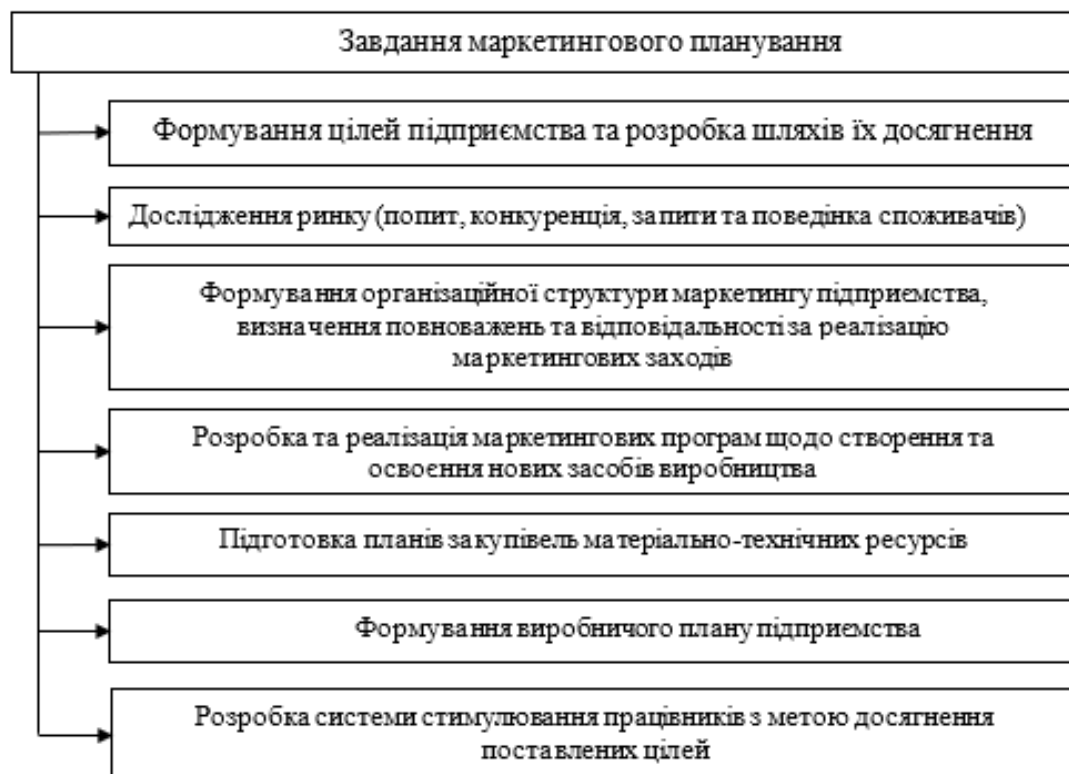 Завдання маркетингового планування
Формування цілей підприємства та розробка шляхів їх досягнення
Дослідження ринку (попит, конкуренція, запити та поведінка споживачів)
Формування організаційної структури маркетингу підприємства,
визначення повноважень та відповідальності за реалізацію
маркетингових заходів
Розробка та реалізація маркетингових програм щодо створення та
освоєння нових засобів виробництва
Підготовка планів закупівель матеріально-технічних ресурсів
Формування виробничого плану підприємства
Розробка системи стимулювання працівників з метою досягнення
поставлених цілей